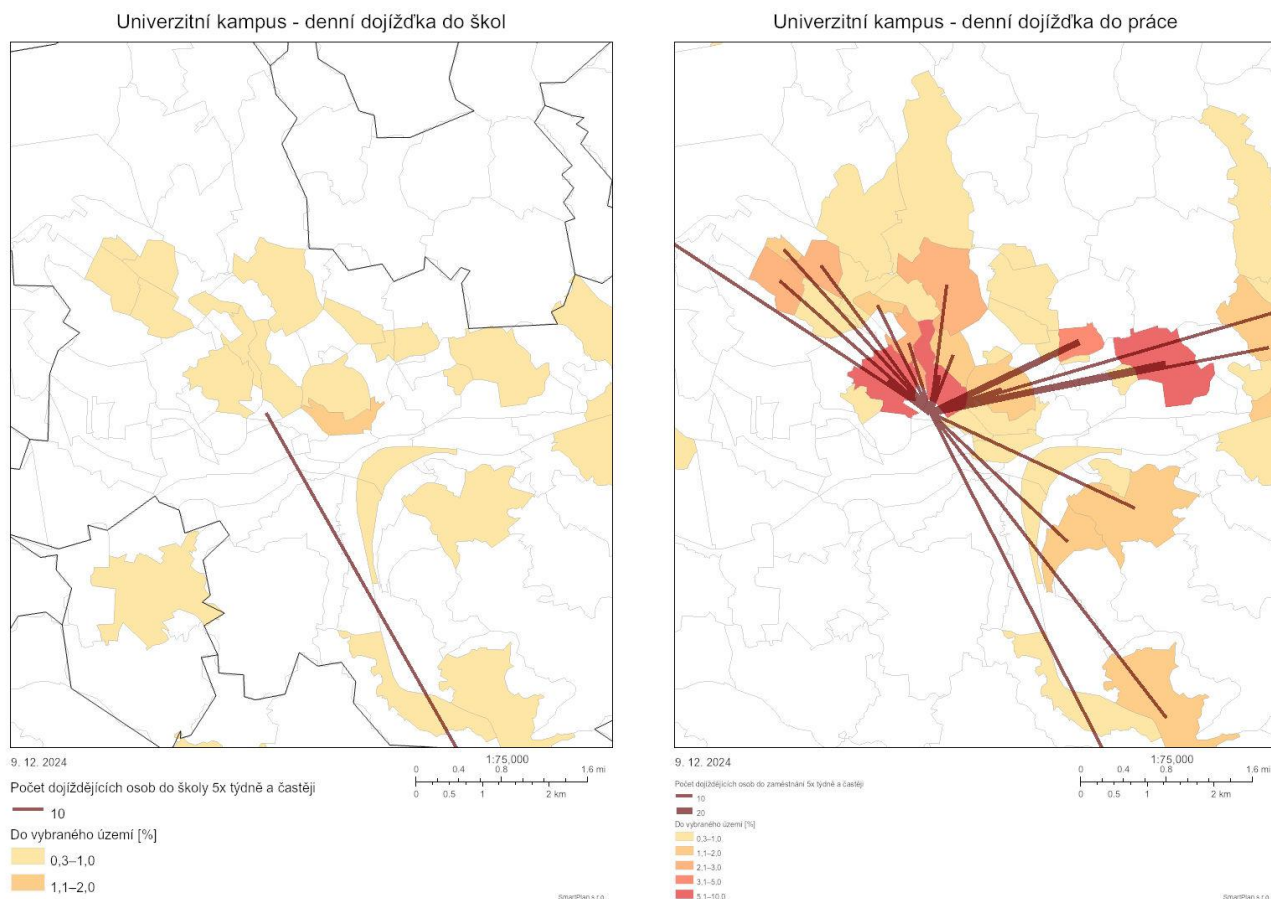 Univerzitní kampus - denní dojížďka do škol
9. 12. 2024
1:75,000
0 0.4 0.8 1.6 mi
0 0.5 1 2 km
Počet dojíždějících osob do školy 5x týdně a častěji
10
Do vybraného území [%]
0,3–1,0
1,1–2,0
SmartPlan s.r.o.
Univerzitní kampus - denní dojížďka do práce
9. 12. 2024
1:75,000
0 0.4 0.8 1.6 mi
0 0.5 1 2 km
Počet dojíždějících osob do zaměstnání 5x týdně a častěji
10
20
Do vybraného území [%]
0,3–1,0
1,1–2,0
2,1–3,0
3,1–5,0
5,1–10,0
SmartPlan s.r.o.